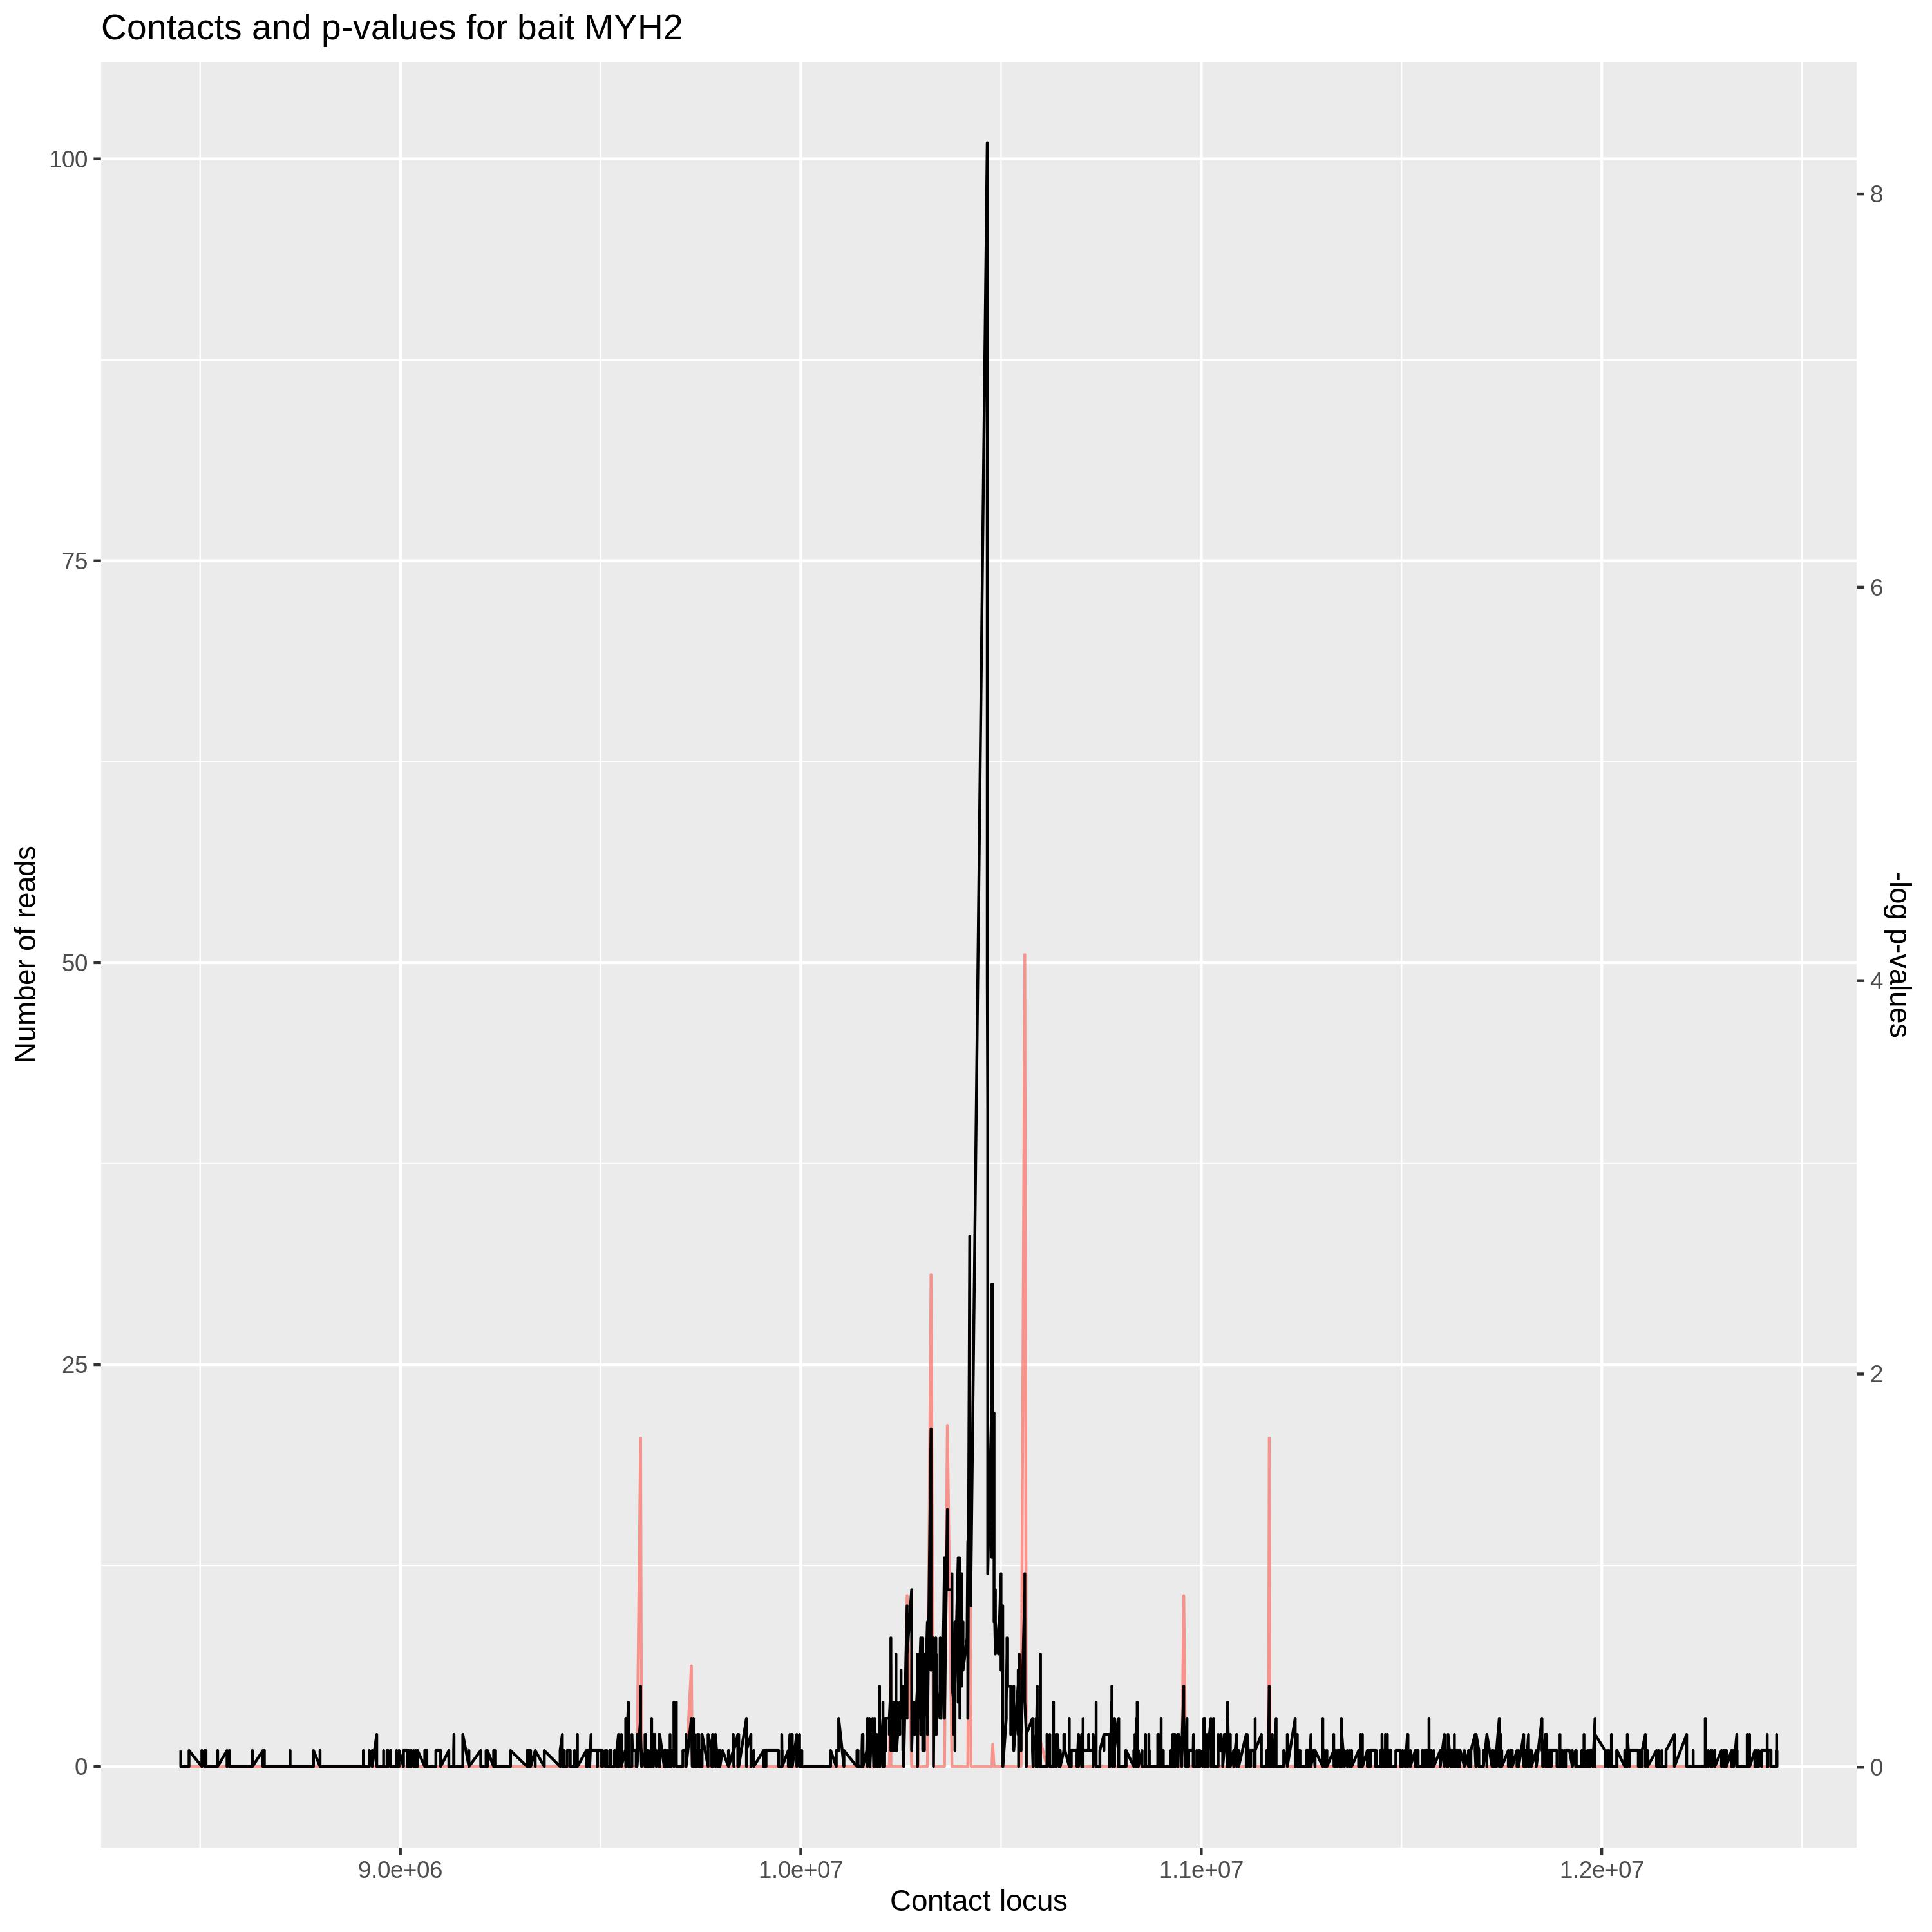 Contacts and p-values for bait MYH2
100
75
50
25
0
Number of reads
8
6
4
2
0
-log p-values
9.0e+06
1.0e+07
1.1e+07
1.2e+07
Contact locus